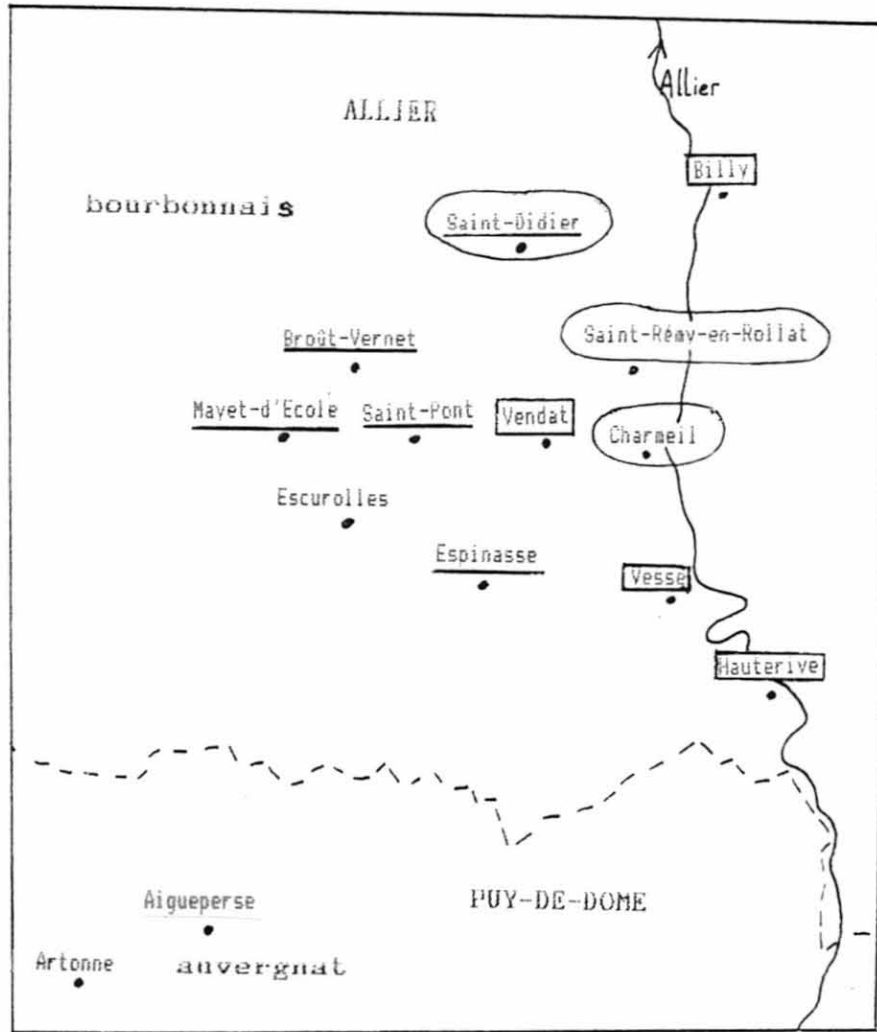 Allier
ALLIER
Billy
bourbonnais
Saint-Didier
Saint-Rémy-en-Rollat
Broût-Vernet
Mayet-d'Ecole
Saint-Pont
Vendat
Charmeil
Escurolles
Espinasse
Vesse
Hauterive
Aigueperse
PUY-DE-DOME
Artonne
auvergnat